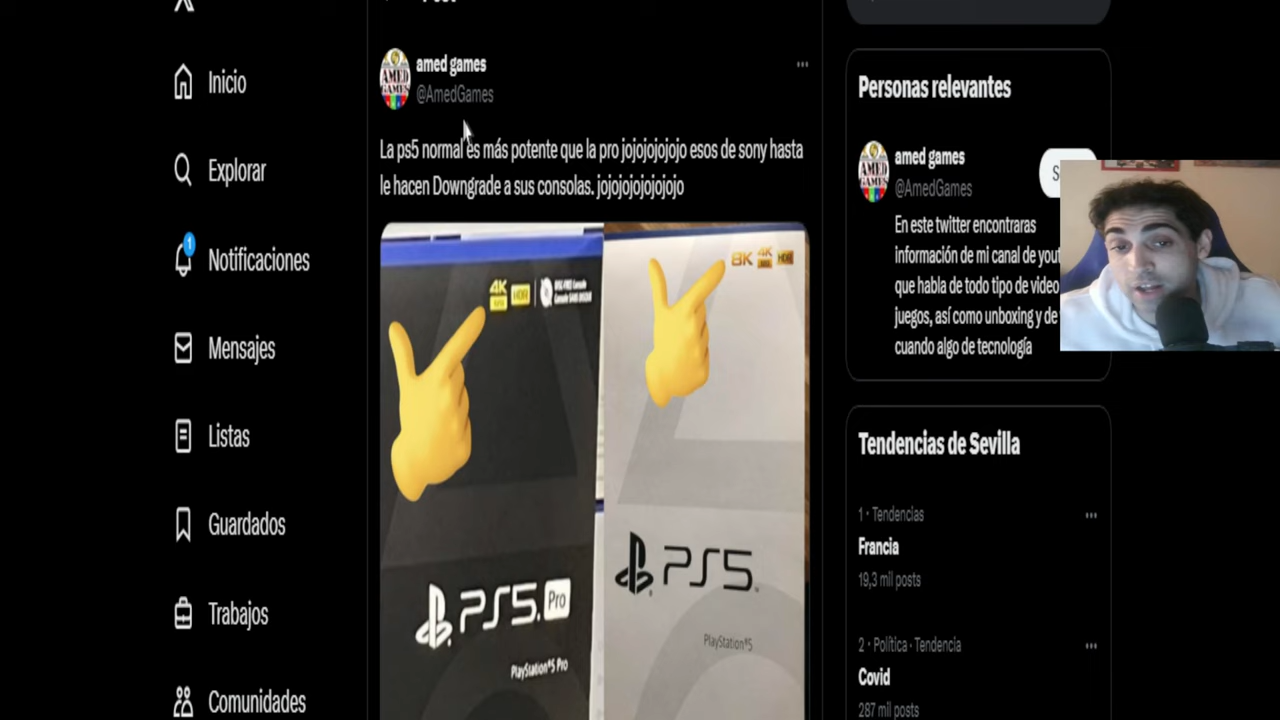 Inicio
Explorar
1
Notificaciones
Mensajes
Listas
Guardados
Trabajos
Comunidades
amed games
@AmedGames
La ps5 normal es más potente que la pro jojojojojojo esos de sony hasta
le hacen Downgrade a sus consolas. jojojojojojojojo
4K
HDR
PS5 Pro
PlayStation®5 Pro
8K 4K HDR
PS5
PlayStation®5
Personas relevantes
amed games
@AmedGames
S
En este twitter encontraras
información de mi canal de yout
que habla de todo tipo de video
juegos, así como unboxing y de
cuando algo de tecnología
Tendencias de Sevilla
1 · Tendencias
Francia
19,3 mil posts
2 · Política · Tendencia
Covid
287 mil posts